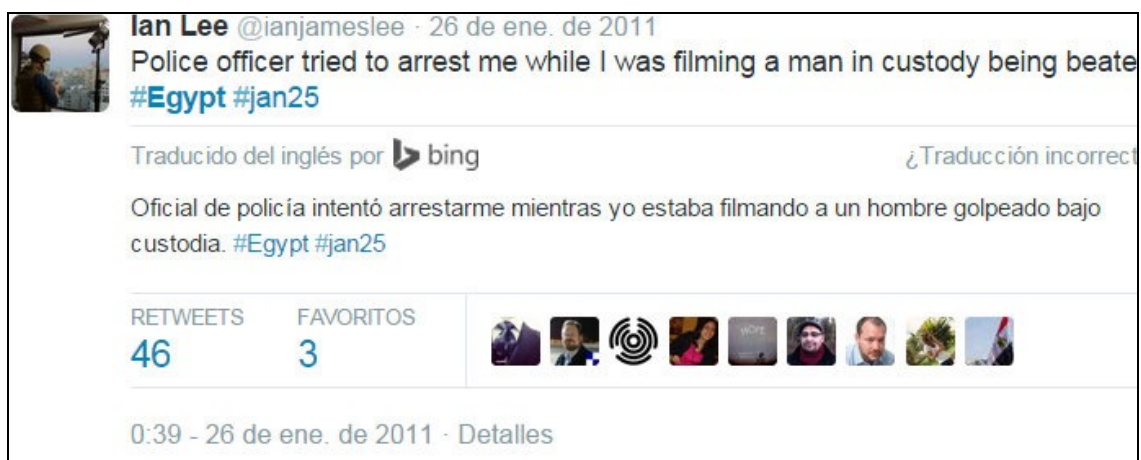 Ian Lee @ianjameslee · 26 de ene. de 2011
Police officer tried to arrest me while I was filming a man in custody being beate
#Egypt #jan25
Traducido del inglés por bing ¿Traducción incorrect
Oficial de policía intentó arrestarme mientras yo estaba filmando a un hombre golpeado bajo
custodia. #Egypt #jan25
RETWEETS FAVORITOS
46 3
0:39 - 26 de ene. de 2011 · Detalles